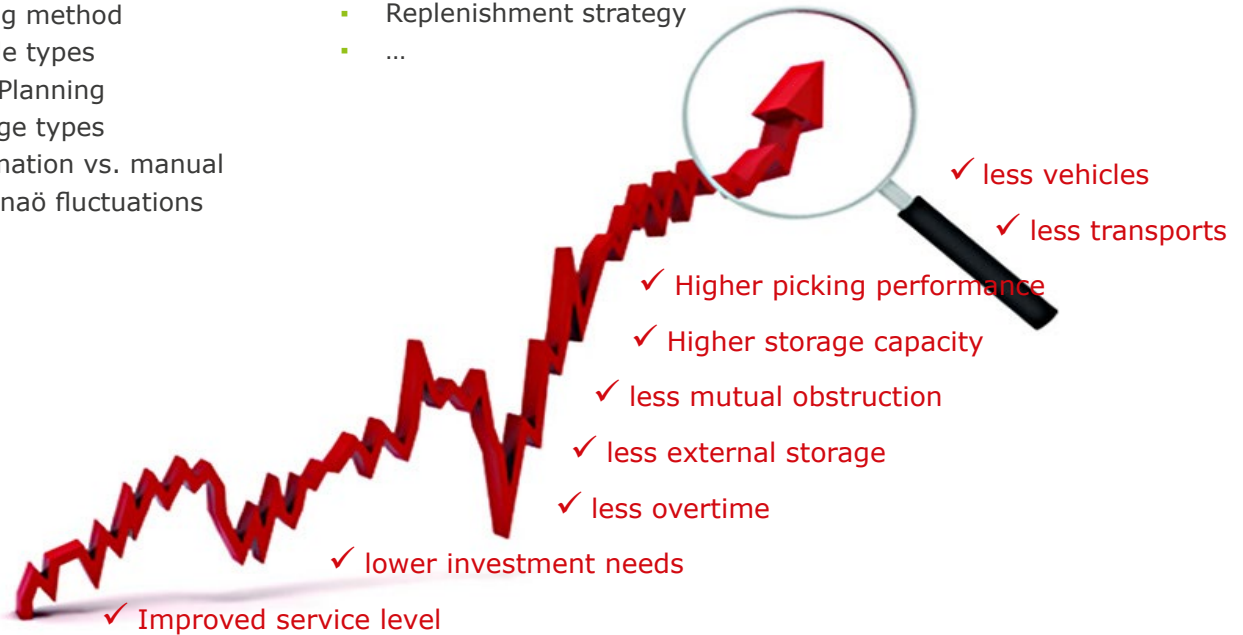 g method
e types
Planning
ge types
nation vs. manual
naö fluctuations
▪ Replenishment strategy
▪ …
✓ less vehicles
✓ less transports
✓ Higher picking performance
✓ Higher storage capacity
✓ less mutual obstruction
✓ less external storage
✓ less overtime
✓ lower investment needs
✓ Improved service level